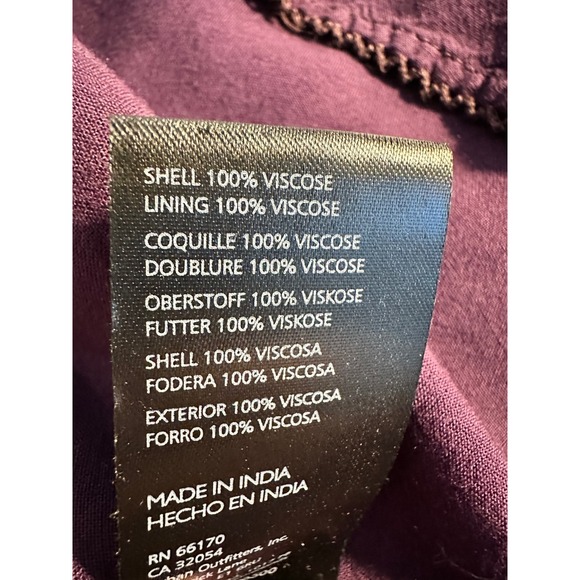 SHELL 100% VISCOSE
LINING 100% VISCOSE
COQUILLE 100% VISCOSE
DOUBLURE 100% VISCOSE
OBERSTOFF 100% VISKOSE
FUTTER 100% VISKOSE
SHELL 100% VISCOSA
FODERA 100% VISCOSA
EXTERIOR 100% VISCOSA
FORRO 100% VISCOSA
MADE IN INDIA
HECHO EN INDIA
RN 66170
CA 32054
Outfitters, Inc.